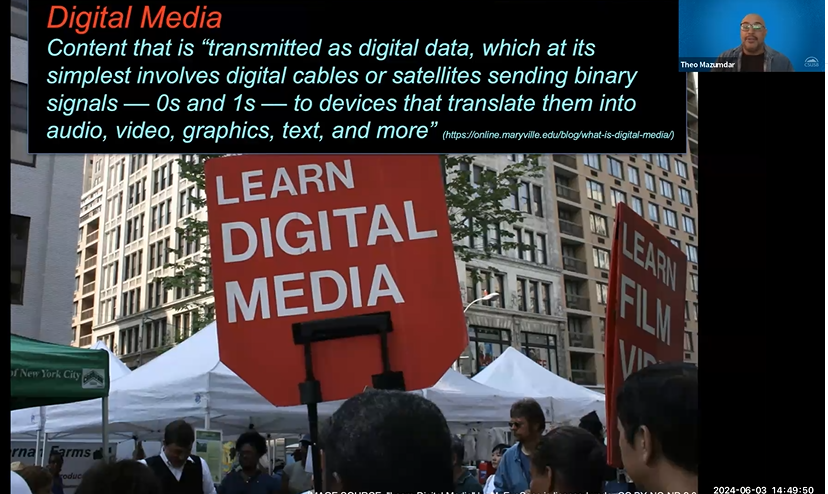 Digital Media
Content that is “transmitted as digital data, which at its
simplest involves digital cables or satellites sending binary
signals — 0s and 1s — to devices that translate them into
audio, video, graphics, text, and more” (https://online.maryville.edu/blog/what-is-digital-media/)
Theo Mazumdar
LEARN
DIGITAL
MEDIA
LEARN
FILM
of New York City
Farms
2024-06-03 14:49:50